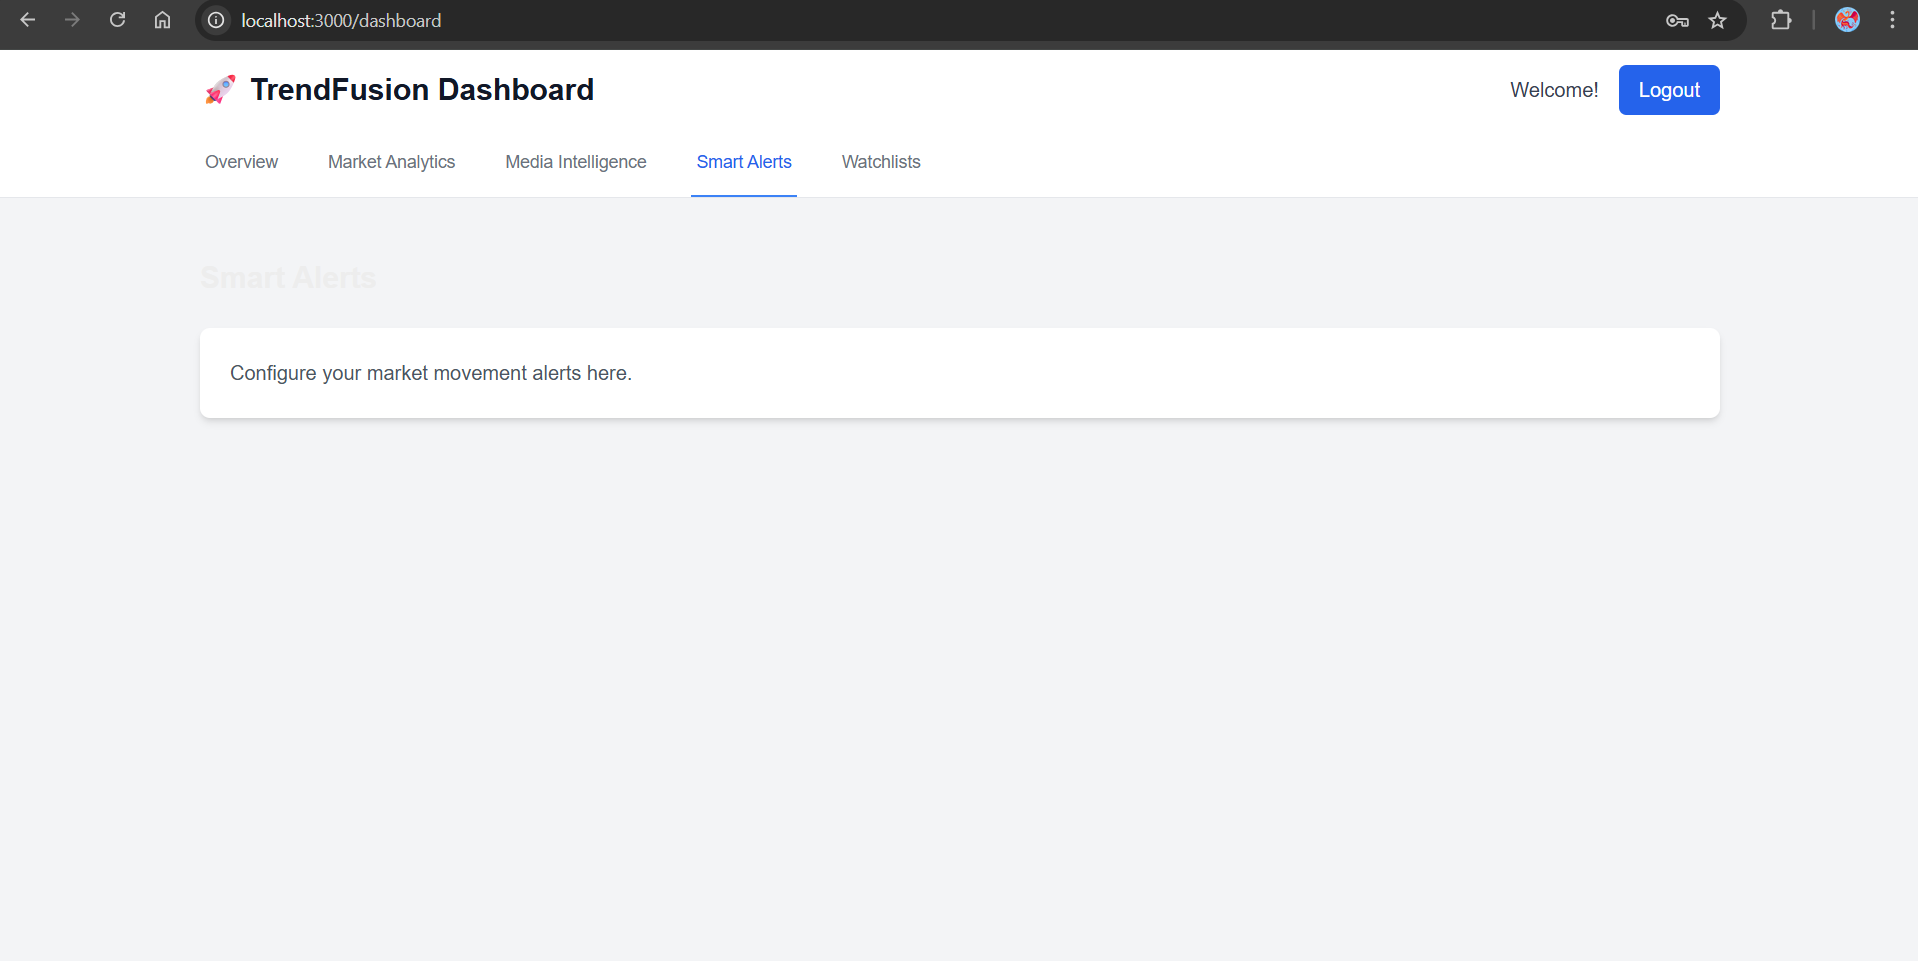 localhost:3000/dashboard
🚀 TrendFusion Dashboard
Welcome!
Logout
Overview
Market Analytics
Media Intelligence
Smart Alerts
Watchlists
Smart Alerts
Configure your market movement alerts here.